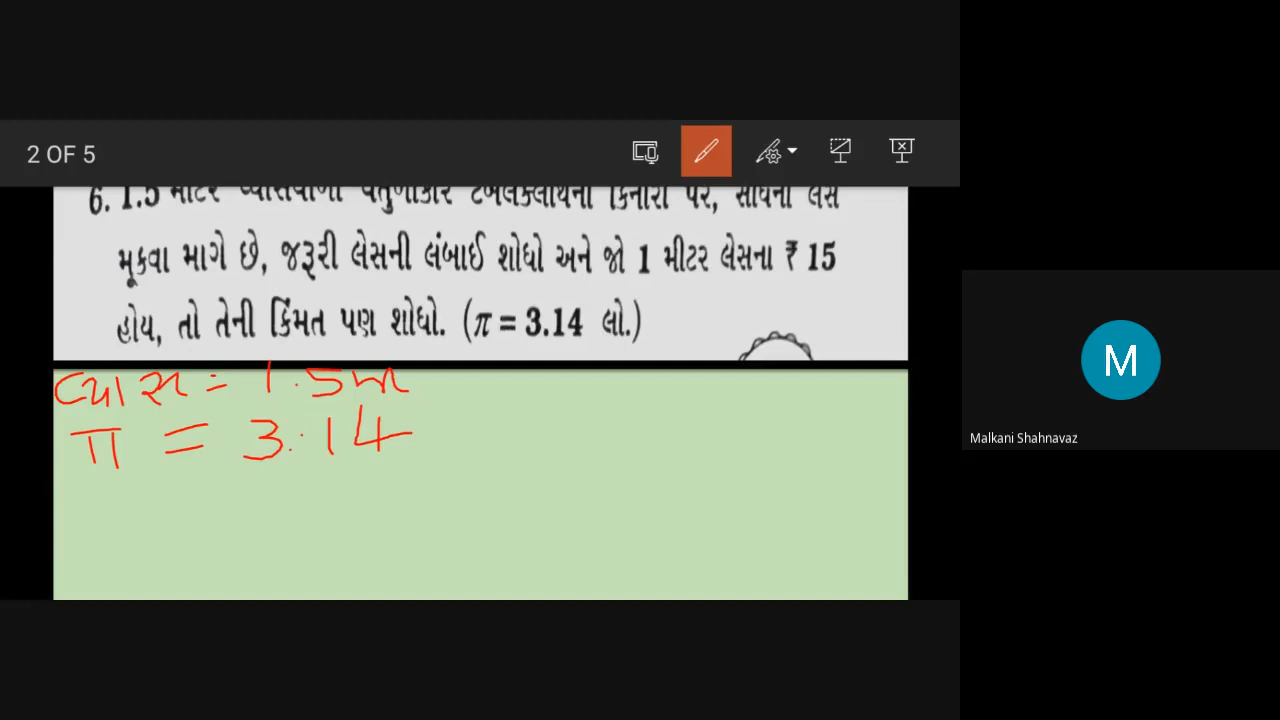 2 OF 5
6. 1.5 મીટર વ્યાસવાળા વર્તુળાકાર ટેબલક્લોથની કિનારી પર, સૌધના લેસ
મૂકવા માગે છે, જરૂરી લેસની લંબાઈ શોધો અને જો 1 મીટર લેસના ₹ 15
હોય, તો તેની કિંમત પણ શોધો. (π = 3.14 લો.)
વ્યાસ = 1.5m
π = 3.14
M
Malkani Shahnavaz